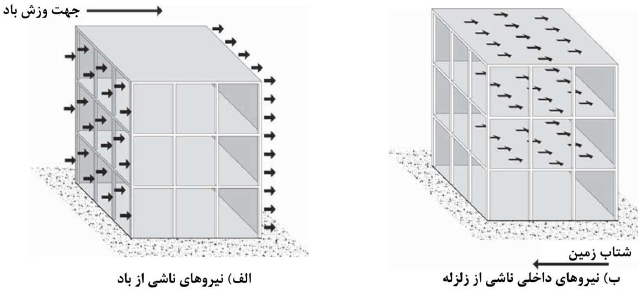 جهت وزش باد
شتاب زمین
الف) نیروهای ناشی از باد
ب) نیروهای داخلی ناشی از زلزله